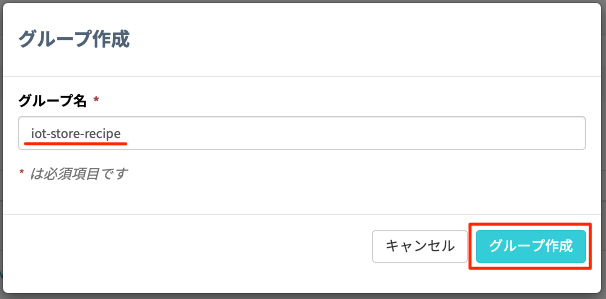 グループ作成
グループ名 *
iot-store-recipe
* は必須項目です
キャンセル グループ作成